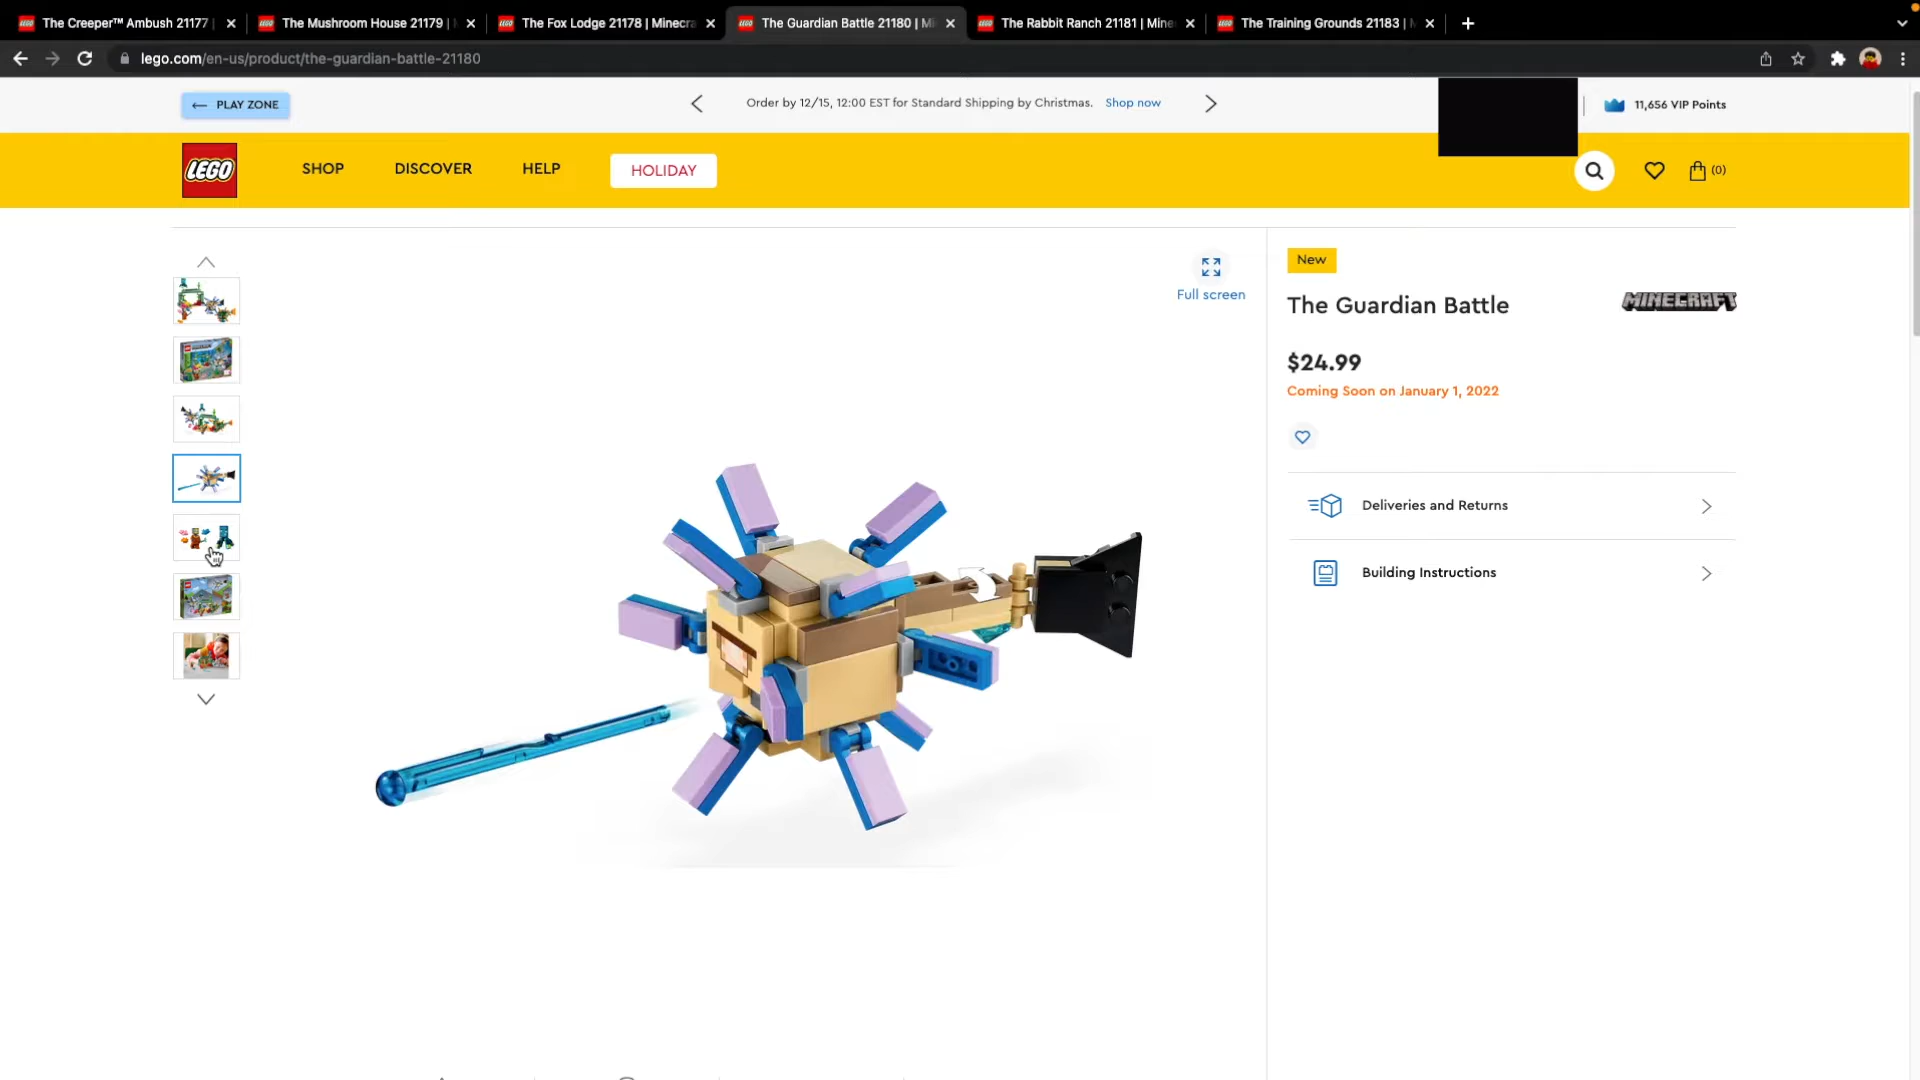 The Creeper™ Ambush 21177 |
The Mushroom House 21179 |
The Fox Lodge 21178 | Minecra
The Guardian Battle 21180 | Mi
The Rabbit Ranch 21181 | Mine
The Training Grounds 21183 |
lego.com/en-us/product/the-guardian-battle-21180
PLAY ZONE
Order by 12/15, 12:00 EST for Standard Shipping by Christmas. Shop now
11,656 VIP Points
LEGO
SHOP
DISCOVER
HELP
HOLIDAY
(0)
Full screen
New
The Guardian Battle
MINECRAFT
$24.99
Coming Soon on January 1, 2022
Deliveries and Returns
Building Instructions